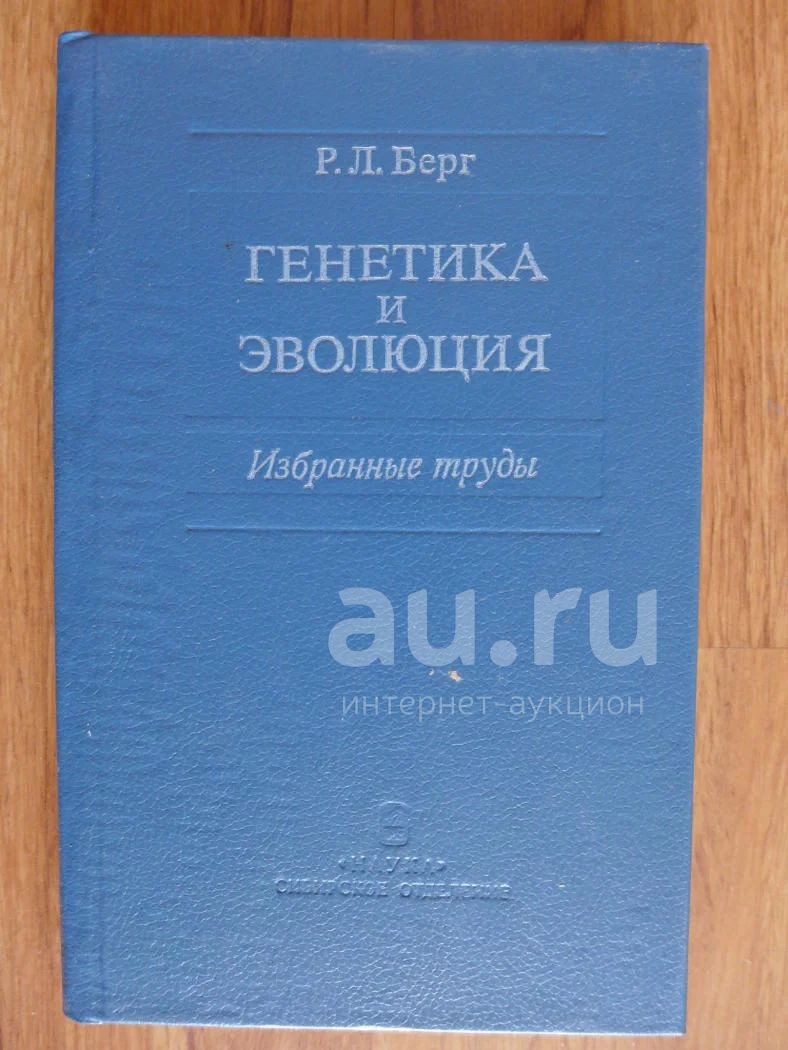 Р.Л.Берг
ГЕНЕТИКА
И
ЭВОЛЮЦИЯ
Избранные труды
au.ru
интернет-аукцион
«НАУКА»
СИБИРСКОЕ ОТДЕЛЕНИЕ